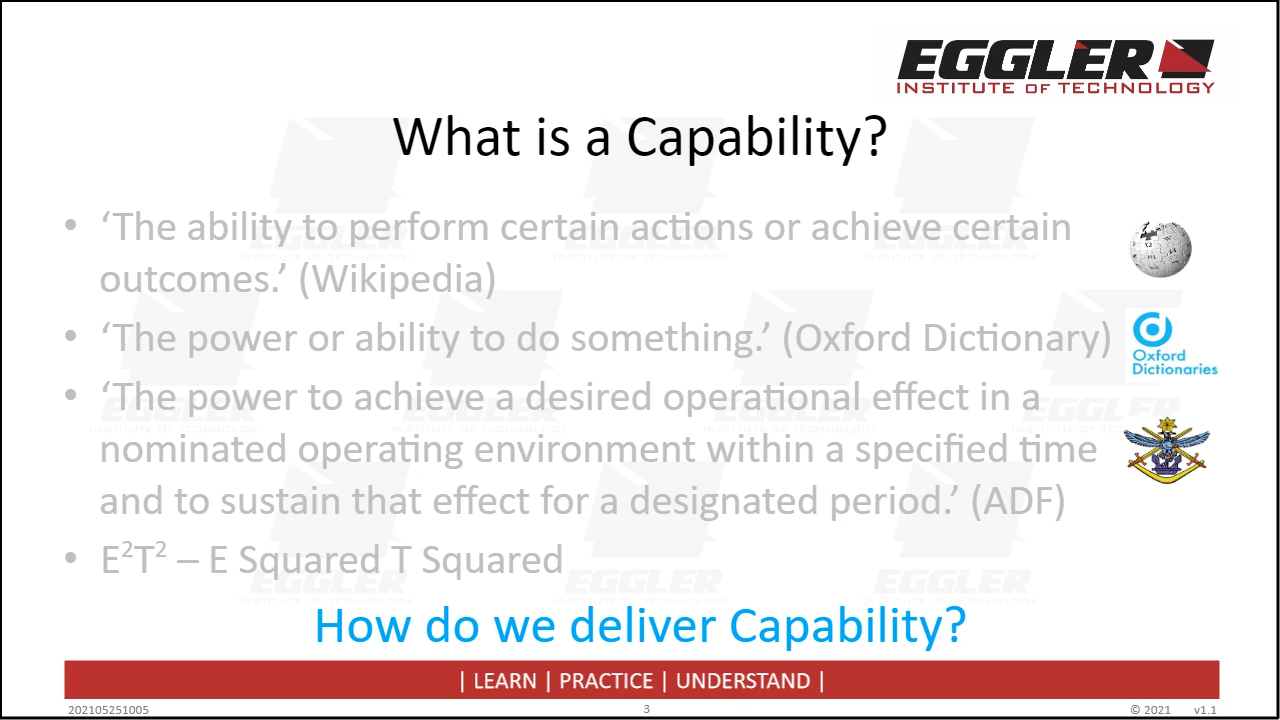 EGGLER
INSTITUTE OF TECHNOLOGY
What is a Capability?
• ‘The ability to perform certain actions or achieve certain
outcomes.’ (Wikipedia)
• ‘The power or ability to do something.’ (Oxford Dictionary)
Oxford
Dictionaries
• ‘The power to achieve a desired operational effect in a
nominated operating environment within a specified time
and to sustain that effect for a designated period.’ (ADF)
• E²T² – E Squared T Squared
How do we deliver Capability?
| LEARN | PRACTICE | UNDERSTAND |
202105251005 3 © 2021 v1.1